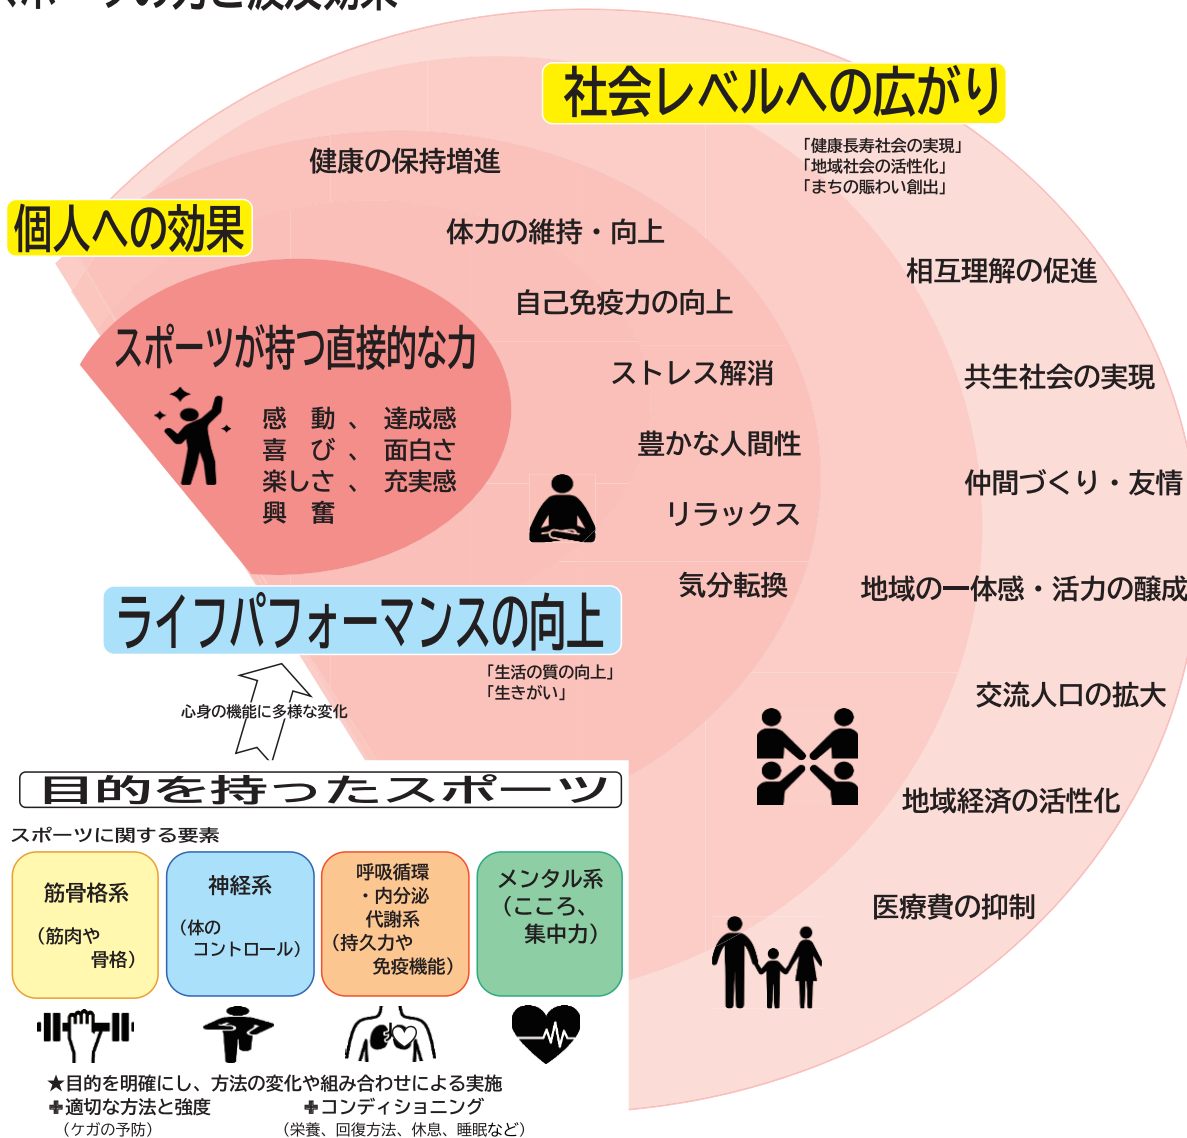 スポーツの力と波及効果
社会レベルへの広がり
「健康長寿社会の実現」
「地域社会の活性化」
「まちの賑わい創出」
個人への効果
健康の保持増進
体力の維持・向上
自己免疫力の向上
ストレス解消
豊かな人間性
リラックス
気分転換
相互理解の促進
共生社会の実現
仲間づくり・友情
地域の一体感・活力の醸成
交流人口の拡大
地域経済の活性化
医療費の抑制
スポーツが持つ直接的な力
感動、達成感
喜び、面白さ
楽しさ、充実感
興奮
ライフパフォーマンスの向上
「生活の質の向上」
「生きがい」
心身の機能に多様な変化
目的を持ったスポーツ
スポーツに関する要素
筋骨格系
（筋肉や
骨格）
神経系
（体の
コントロール）
呼吸循環
・内分泌
代謝系
（持久力や
免疫機能）
メンタル系
（こころ、
集中力）
★目的を明確にし、方法の変化や組み合わせによる実施
✚適切な方法と強度
（ケガの予防）
✚コンディショニング
（栄養、回復方法、休息、睡眠など）